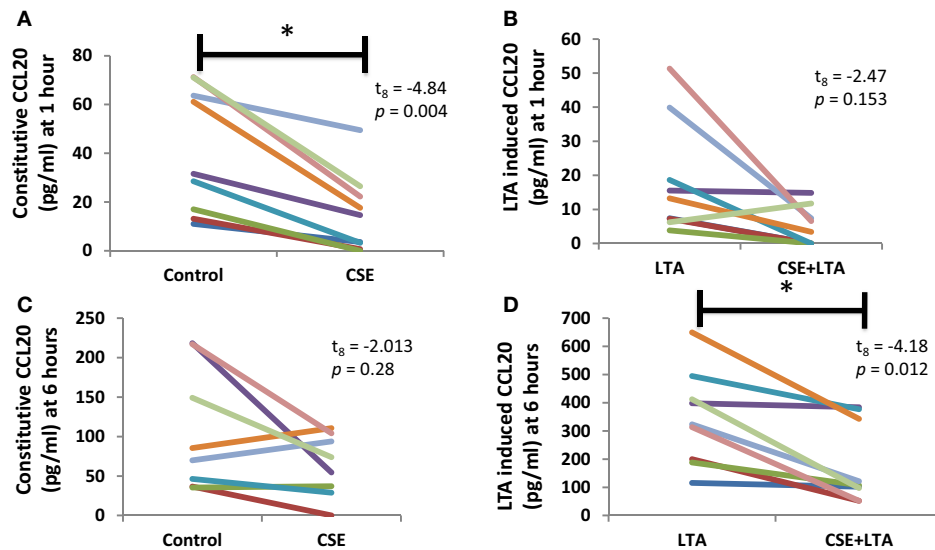 A
Constitutive CCL20
(pg/ml) at 1 hour
80
60
40
20
0
*
t8 = -4.84
p = 0.004
Control CSE
B
LTA induced CCL20
(pg/ml) at 1 hour
60
50
40
30
20
10
0
t8 = -2.47
p = 0.153
LTA CSE+LTA
C
Constitutive CCL20
(pg/ml) at 6 hours
250
200
150
100
50
0
t8 = -2.013
p = 0.28
Control CSE
D
LTA induced CCL20
(pg/ml) at 6 hours
700
600
500
400
300
200
100
0
*
t8 = -4.18
p = 0.012
LTA CSE+LTA